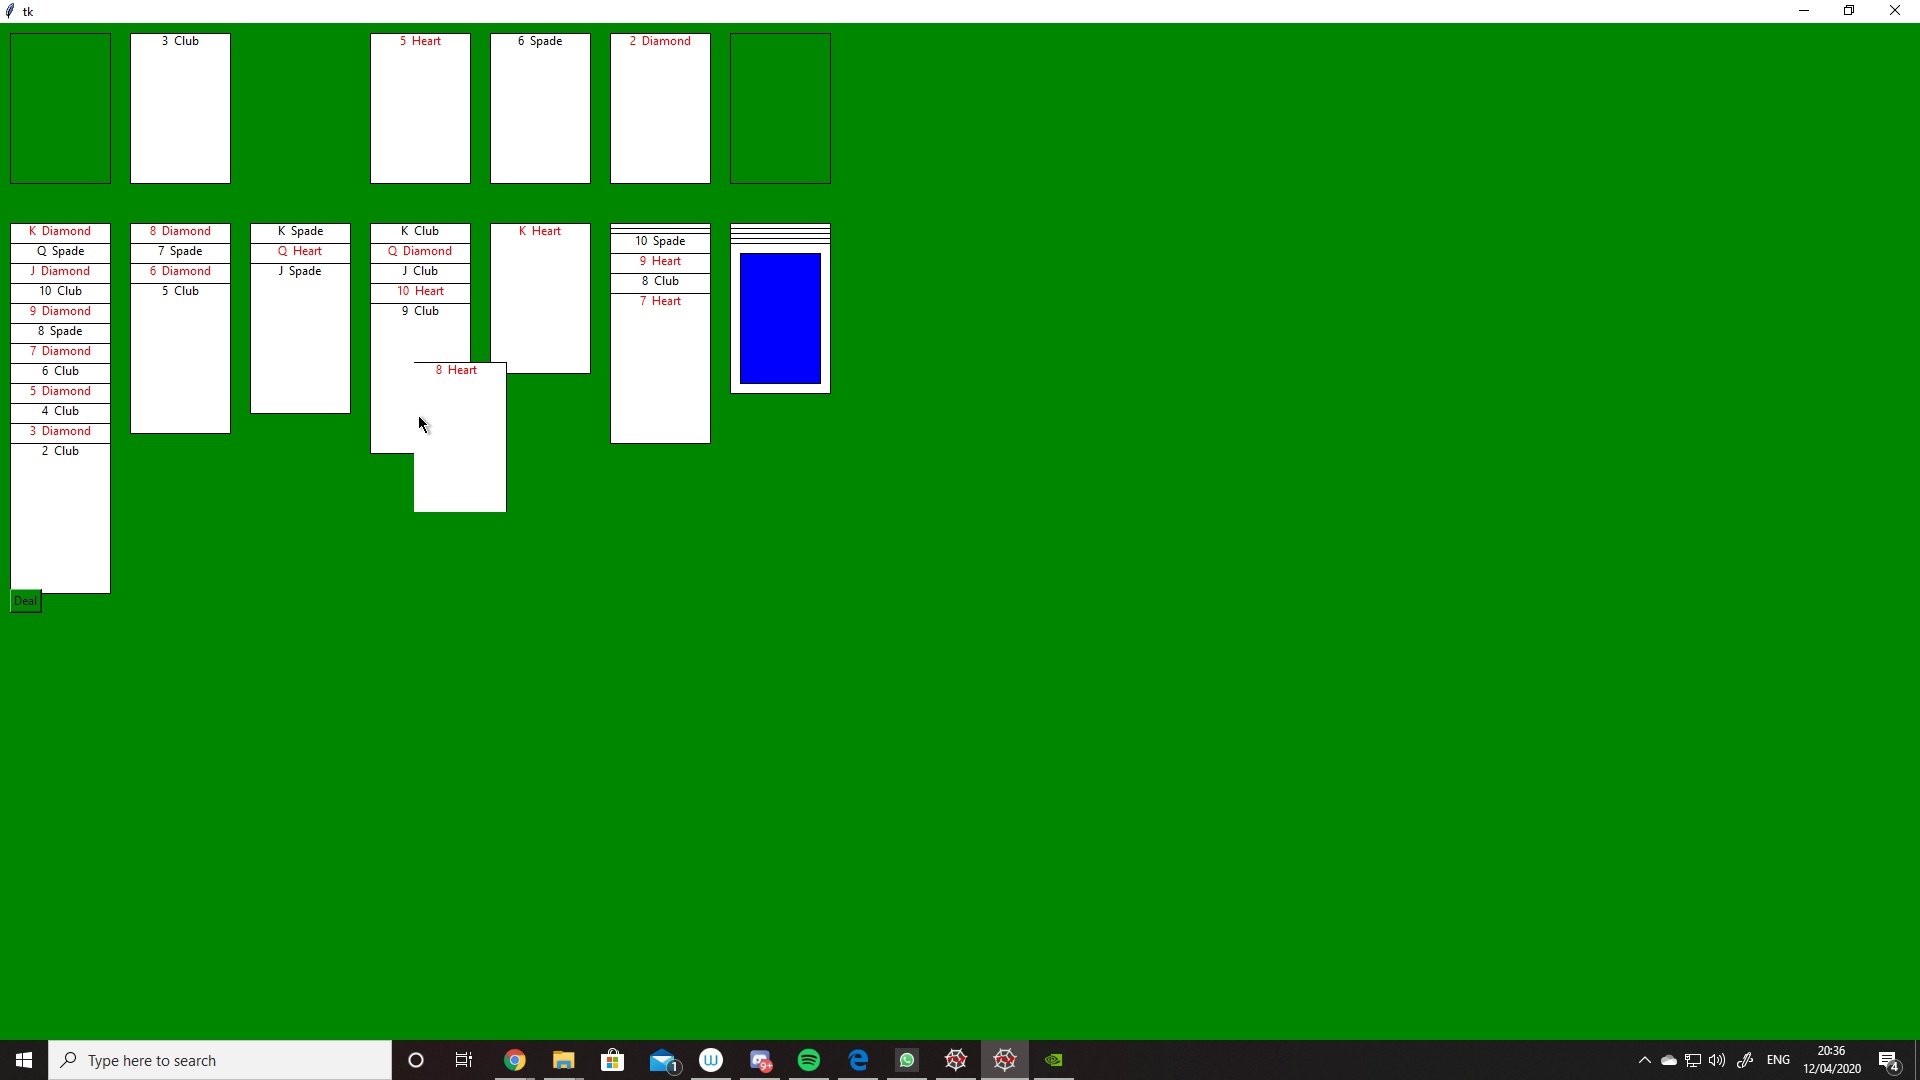 tk
3 Club
5 Heart
6 Spade
2 Diamond
K Diamond
Q Spade
J Diamond
10 Club
9 Diamond
8 Spade
7 Diamond
6 Club
5 Diamond
4 Club
3 Diamond
2 Club
8 Diamond
7 Spade
6 Diamond
5 Club
K Spade
Q Heart
J Spade
K Club
Q Diamond
J Club
10 Heart
9 Club
8 Heart
K Heart
10 Spade
9 Heart
8 Club
7 Heart
Deal
Type here to search
1
W
9+
ENG
20:36
12/04/2020
4